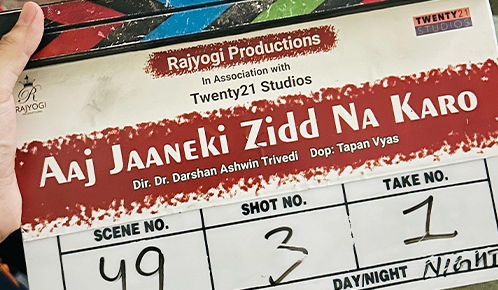 Rajyogi Productions
In Association with
Twenty21 Studios
TWENTY21
STUDIOS
R
RAJYOGI
Aaj Jaaneki Zidd Na Karo
Dir. Dr. Darshan Ashwin Trivedi Dop: Tapan Vyas
SCENE NO.
SHOT NO.
TAKE NO.
49
3
1
DAY/NIGHT
NIGHT